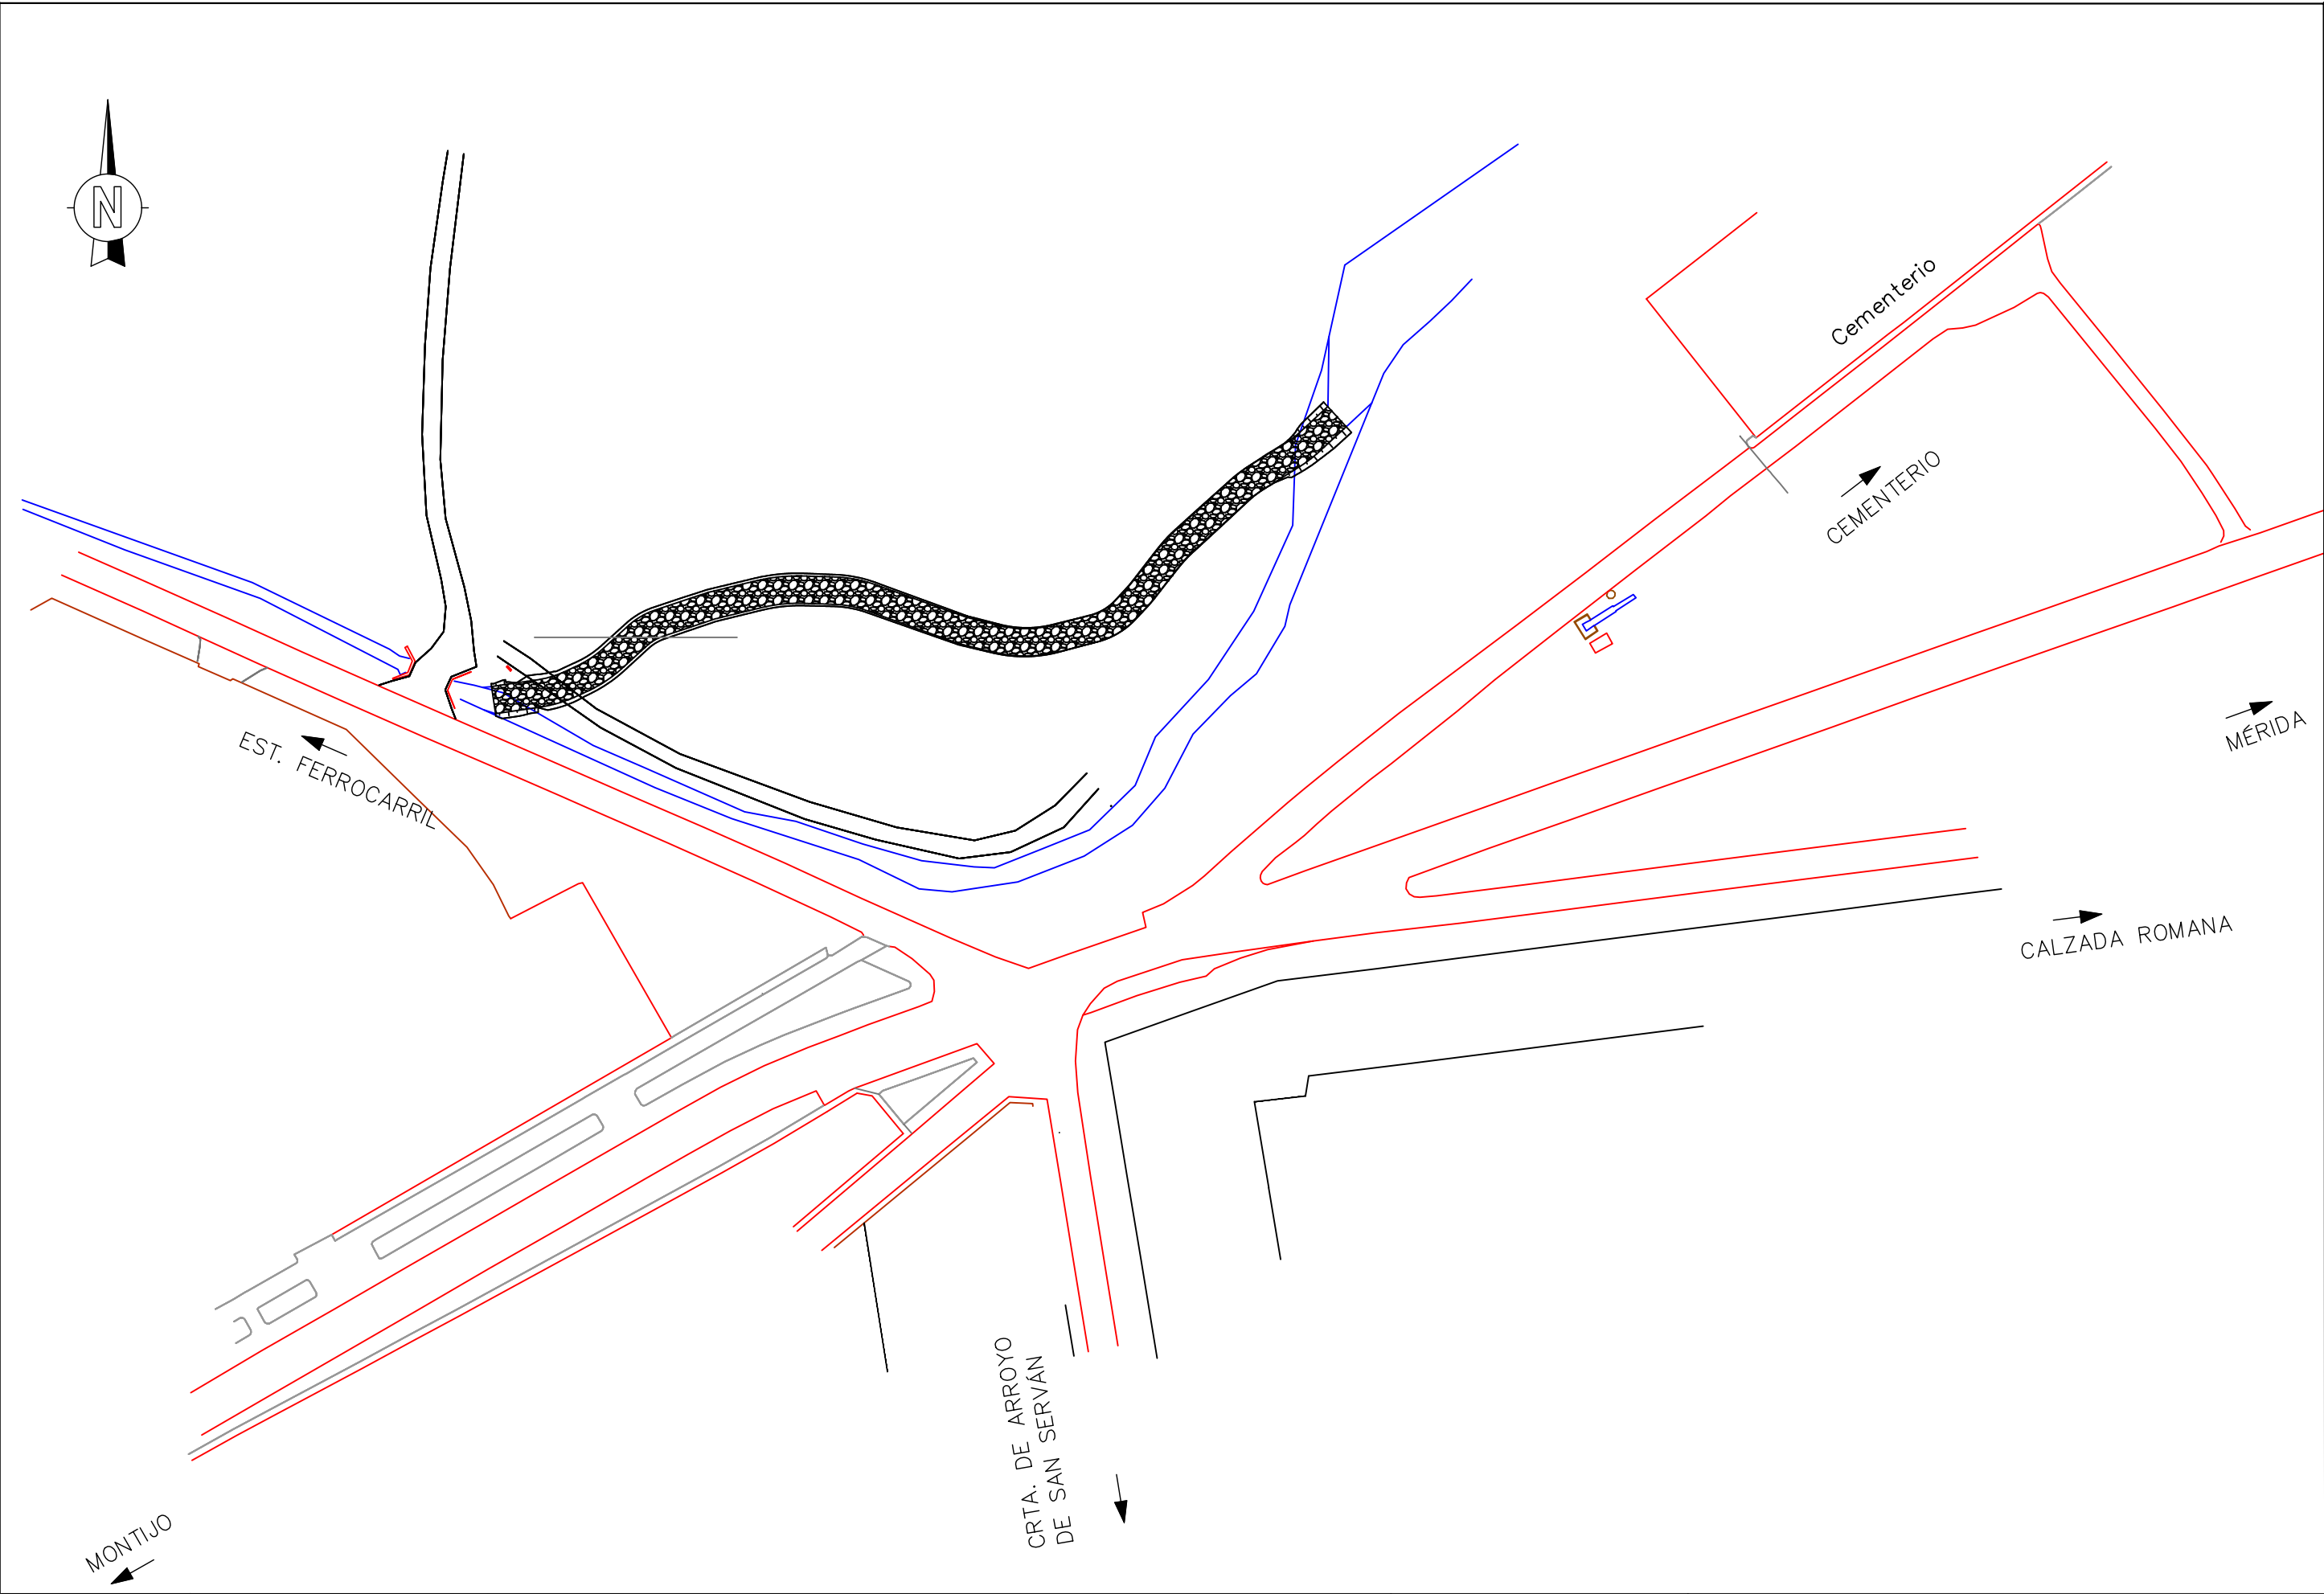 N
Cementerio
CEMENTERIO
EST. FERROCARRIL
MÉRIDA
CALZADA ROMANA
CRTA. DE ARROYO
DE SAN SERVÁN
MONTIJO